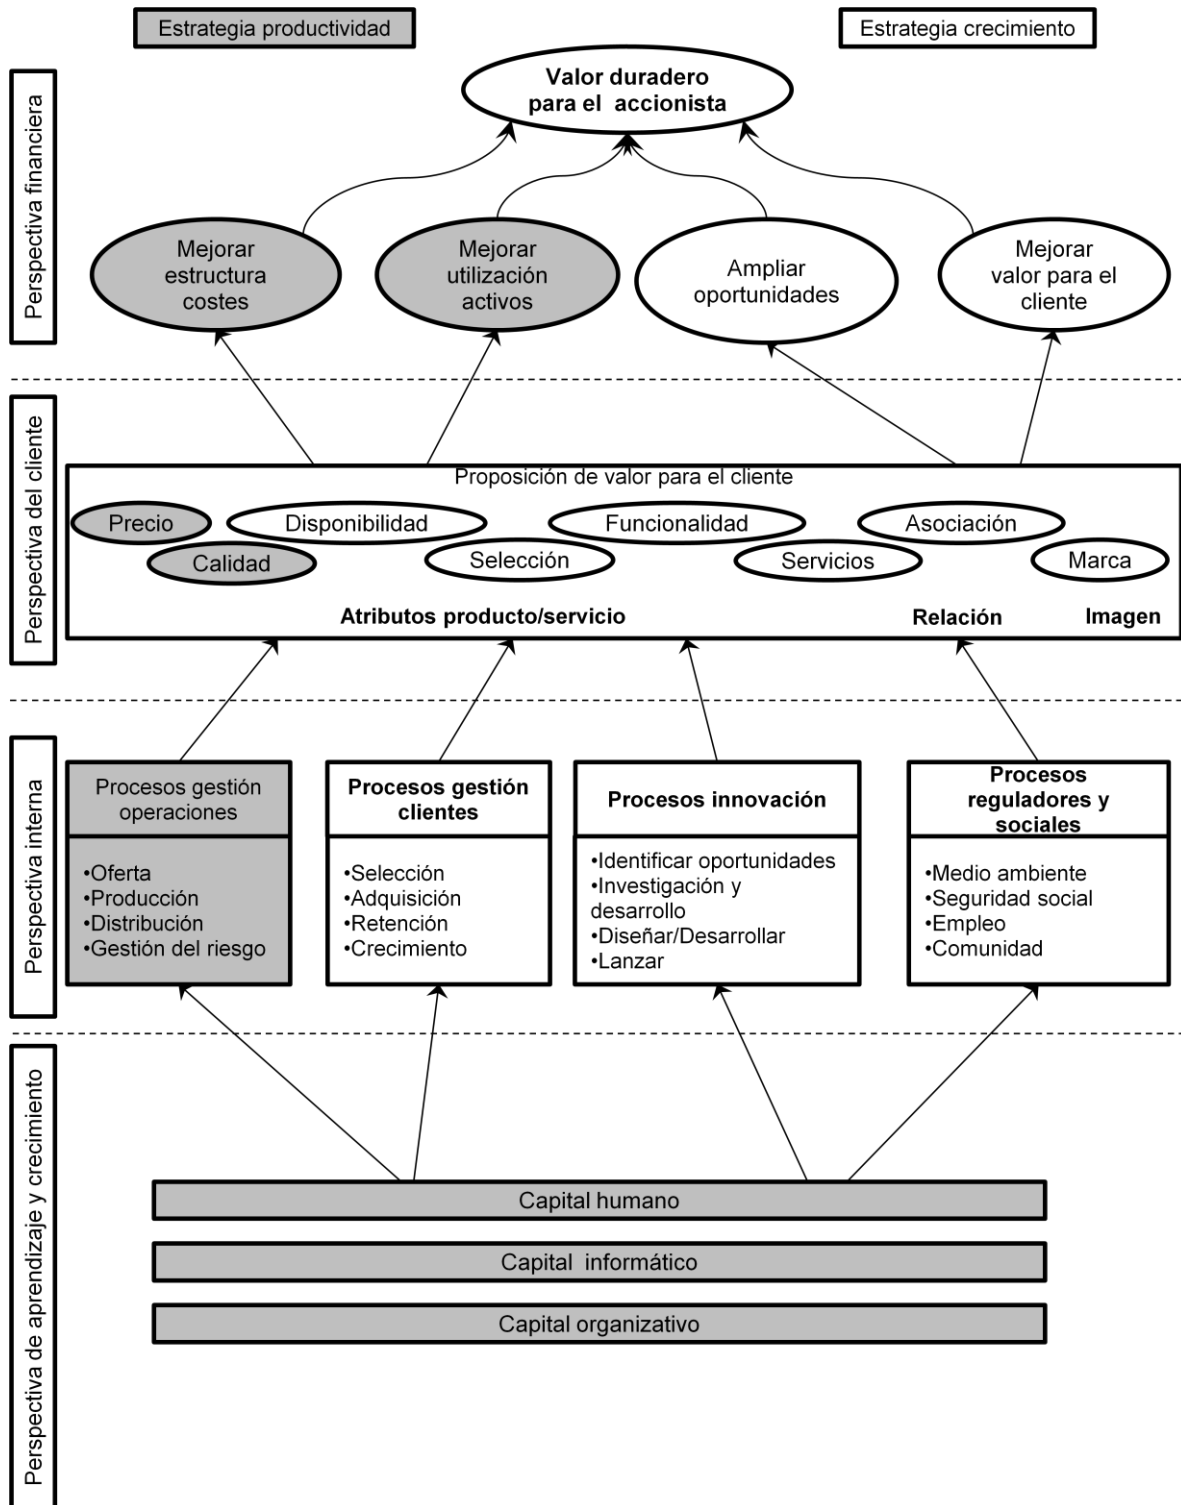 Estrategia productividad
Estrategia crecimiento
Perspectiva financiera
Valor duradero
para el accionista
Mejorar
estructura
costes
Mejorar
utilización
activos
Ampliar
oportunidades
Mejorar
valor para el
cliente
Perspectiva del cliente
Proposición de valor para el cliente
Precio
Disponibilidad
Funcionalidad
Asociación
Calidad
Selección
Servicios
Marca
Atributos producto/servicio
Relación
Imagen
Perspectiva interna
Procesos gestión
operaciones
•Oferta
•Producción
•Distribución
•Gestión del riesgo
Procesos gestión
clientes
•Selección
•Adquisición
•Retención
•Crecimiento
Procesos innovación
•Identificar oportunidades
•Investigación y
desarrollo
•Diseñar/Desarrollar
•Lanzar
Procesos
reguladores y
sociales
•Medio ambiente
•Seguridad social
•Empleo
•Comunidad
Perspectiva de aprendizaje y crecimiento
Capital humano
Capital informático
Capital organizativo